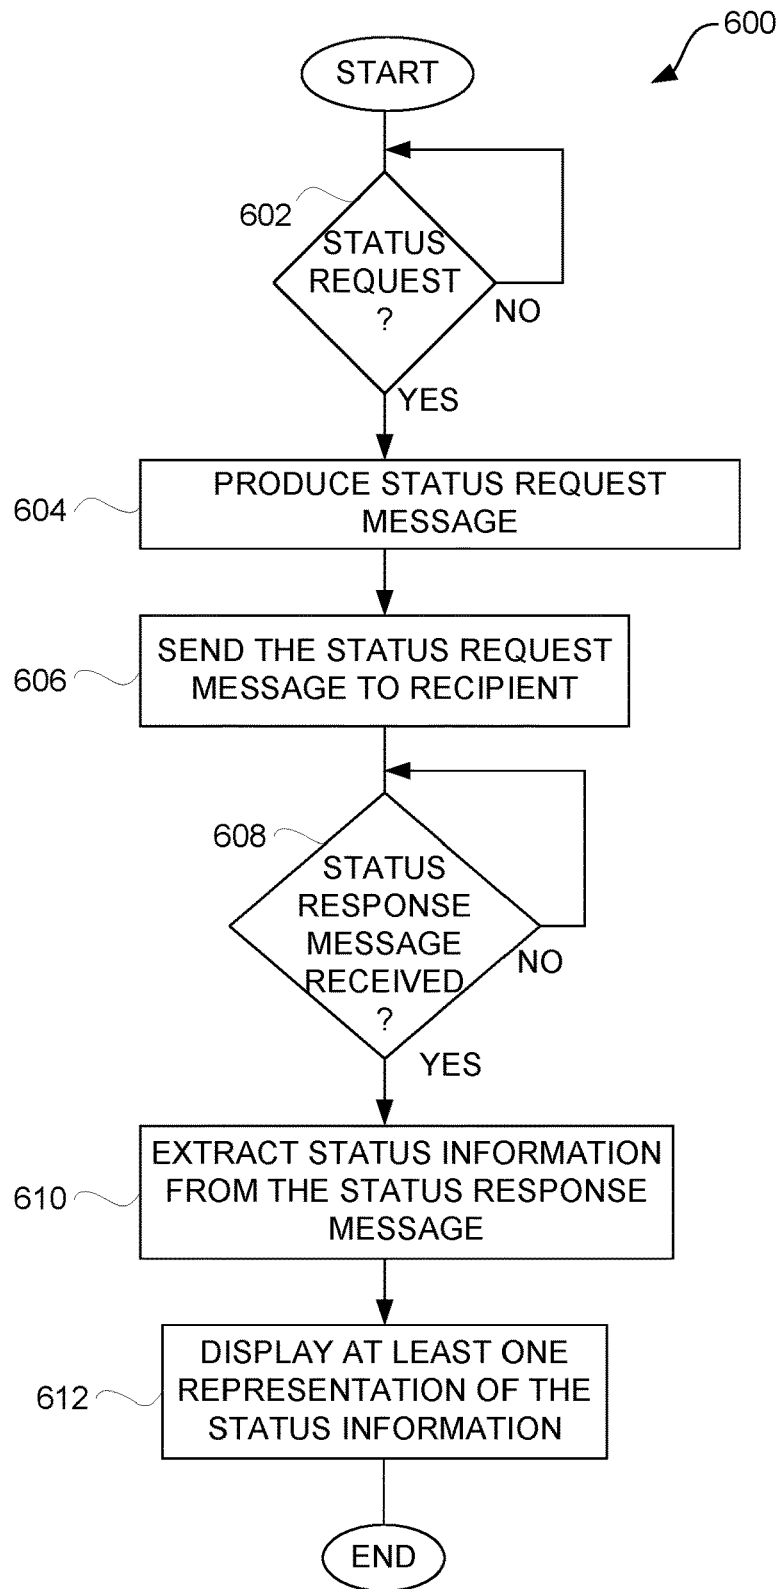 600
START
602
STATUS
REQUEST
?
NO
YES
604
PRODUCE STATUS REQUEST
MESSAGE
606
SEND THE STATUS REQUEST
MESSAGE TO RECIPIENT
608
STATUS
RESPONSE
MESSAGE
RECEIVED
?
NO
YES
610
EXTRACT STATUS INFORMATION
FROM THE STATUS RESPONSE
MESSAGE
612
DISPLAY AT LEAST ONE
REPRESENTATION OF THE
STATUS INFORMATION
END